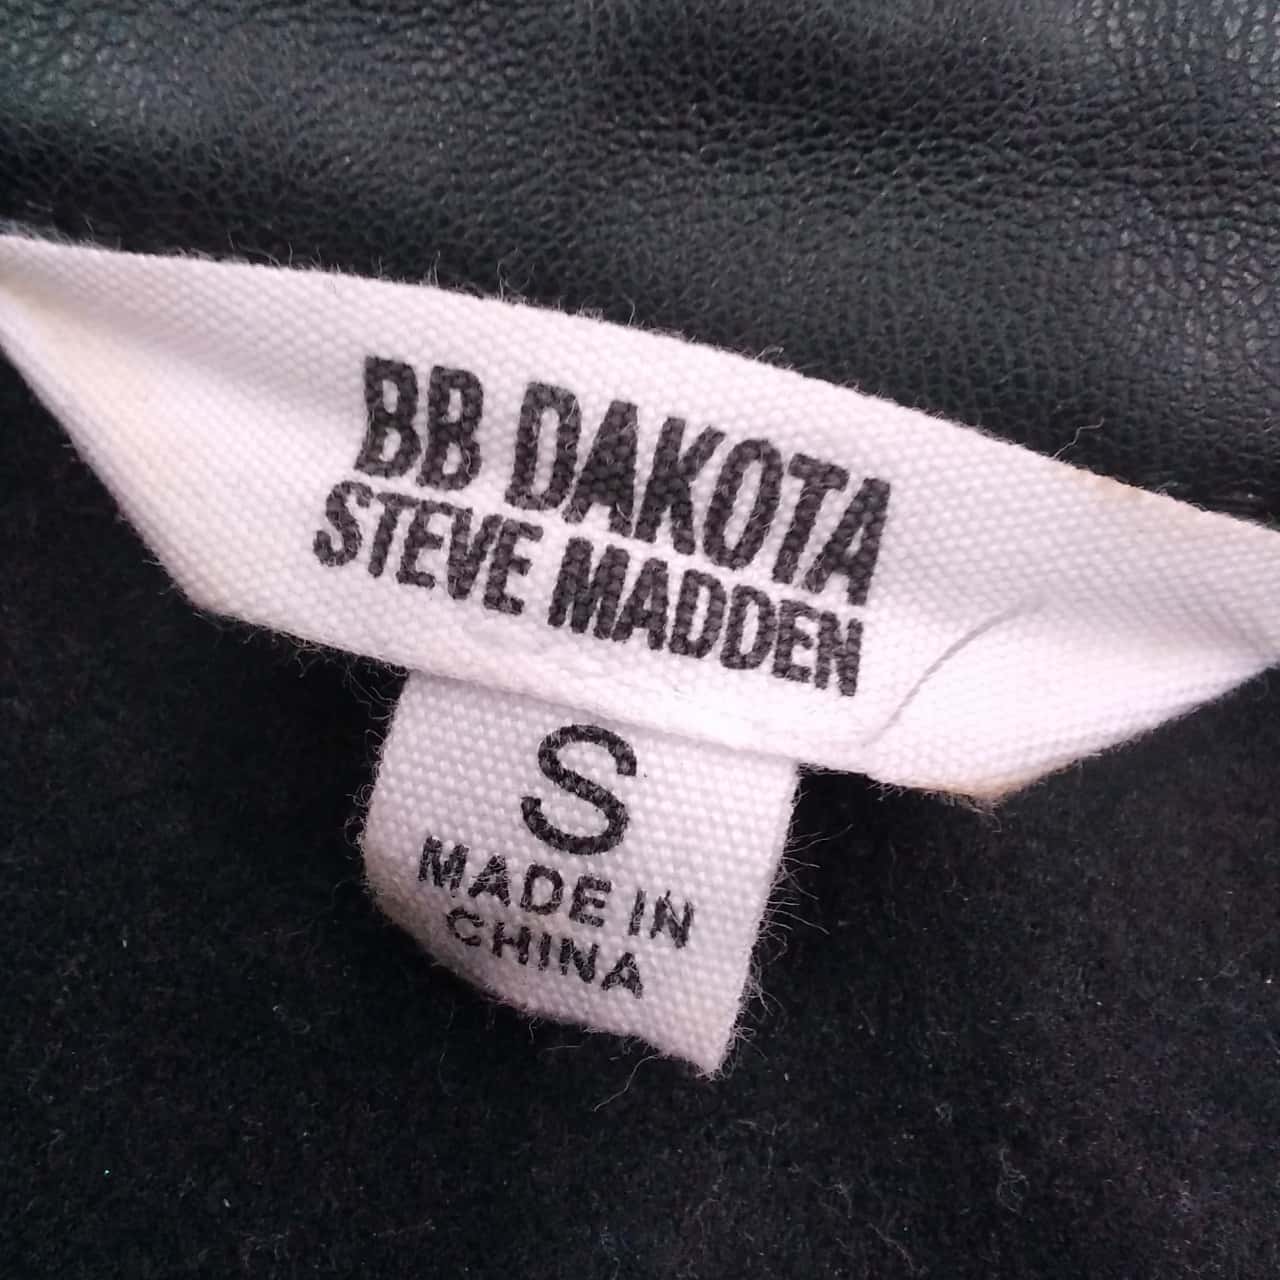 BB DAKOTA
STEVE MADDEN
S
MADE IN
CHINA